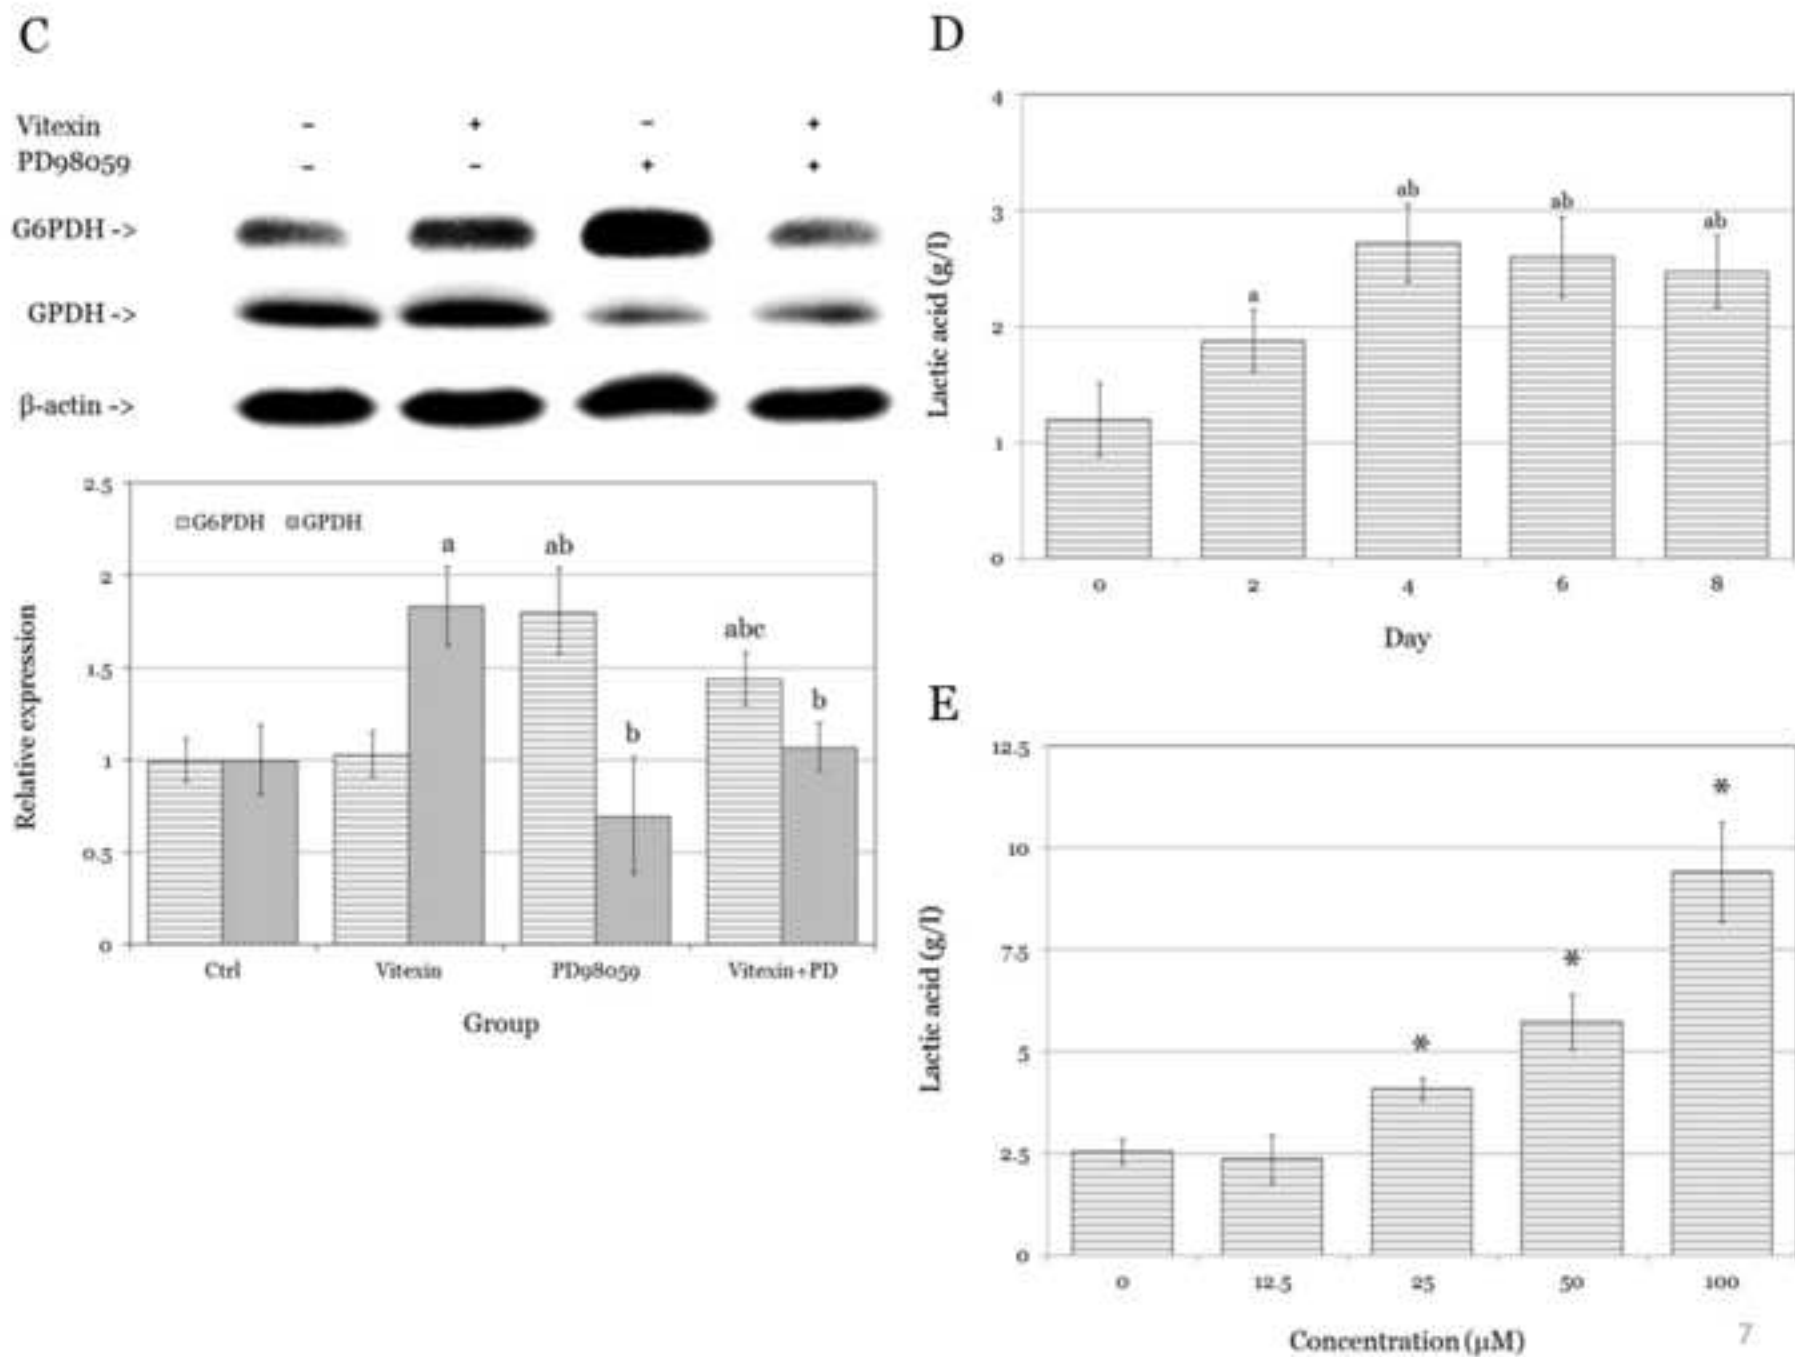 C
Vitexin - + - +
PD98059 - - + +
G6PDH ->
GPDH ->
β-actin ->
2.5
2
1.5
1
0.5
0
Relative expression
G6PDH GPDH
a
ab
b
abc
b
Ctrl Vitexin PD98059 Vitexin+PD
Group
D
4
3
2
1
0
Lactic acid (g/l)
a
ab
ab
ab
0 2 4 6 8
Day
E
12.5
10
7.5
5
2.5
0
Lactic acid (g/l)
*
*
*
0 12.5 25 50 100
Concentration (µM)
7